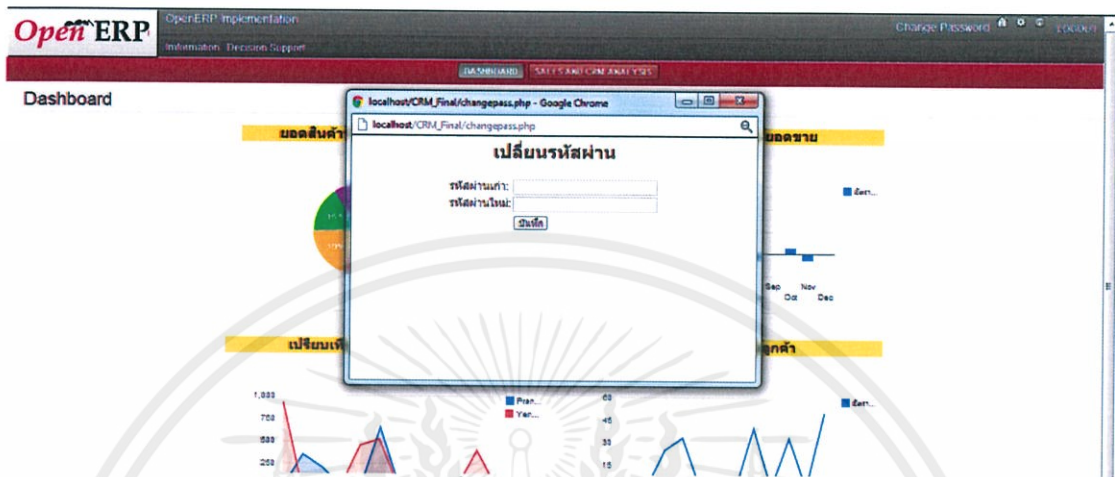 Open ERP
OpenERP Implementation
Information Decision Support
Change Password
LOGOUT
DASHBOARD
SALES AND CRM ANALYSIS
Dashboard
localhost/CRM_Final/changepass.php - Google Chrome
localhost/CRM_Final/changepass.php
เปลี่ยนรหัสผ่าน
รหัสผ่านเก่า:
รหัสผ่านใหม่:
บันทึก
ยอดสินค้า
ยอดขาย
Sep
Nov
Oct
Dec
เปรียบเที
ลูกค้า
1,000
750
500
250
Pran...
Yer...
60
45
30
15